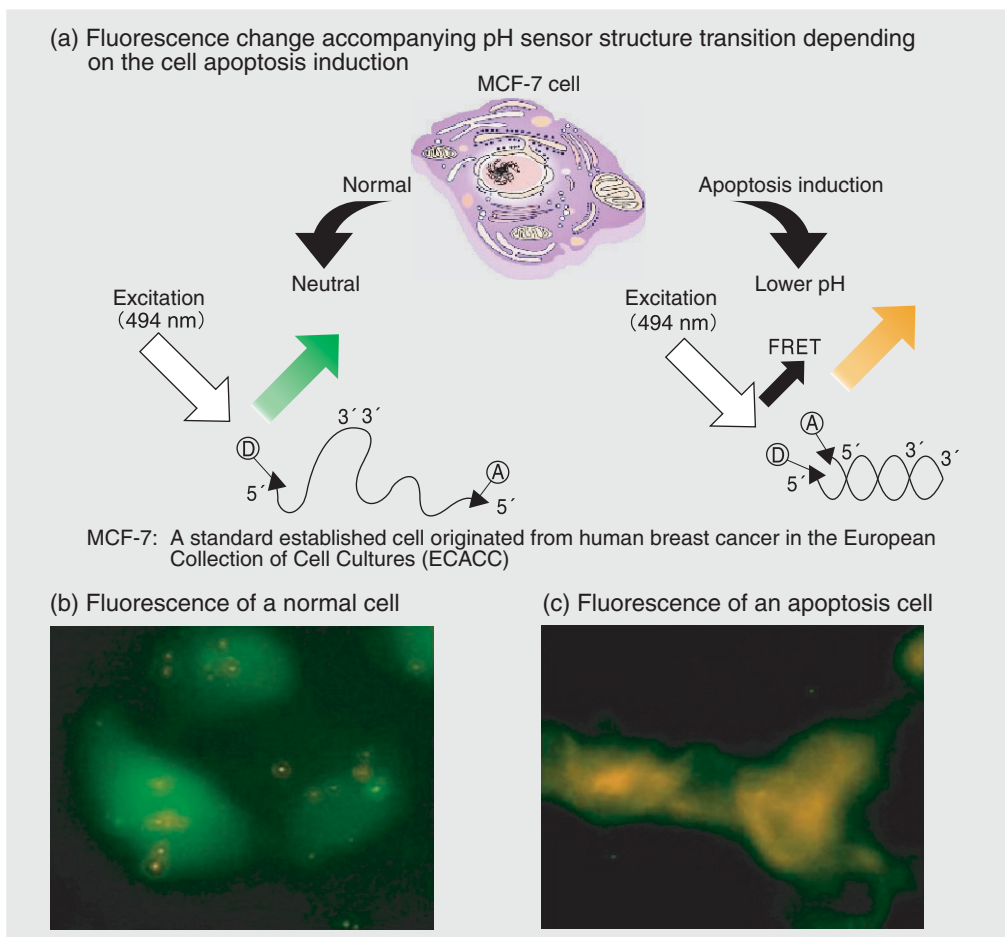 (a) Fluorescence change accompanying pH sensor structure transition depending
on the cell apoptosis induction
MCF-7 cell
Normal
Apoptosis induction
Neutral
Lower pH
Excitation
(494 nm)
Excitation
(494 nm)
FRET
3´ 3´
D
5´
A
5´
A
5´
3´
3´
D
5´
MCF-7: A standard established cell originated from human breast cancer in the European
Collection of Cell Cultures (ECACC)
(b) Fluorescence of a normal cell
(c) Fluorescence of an apoptosis cell